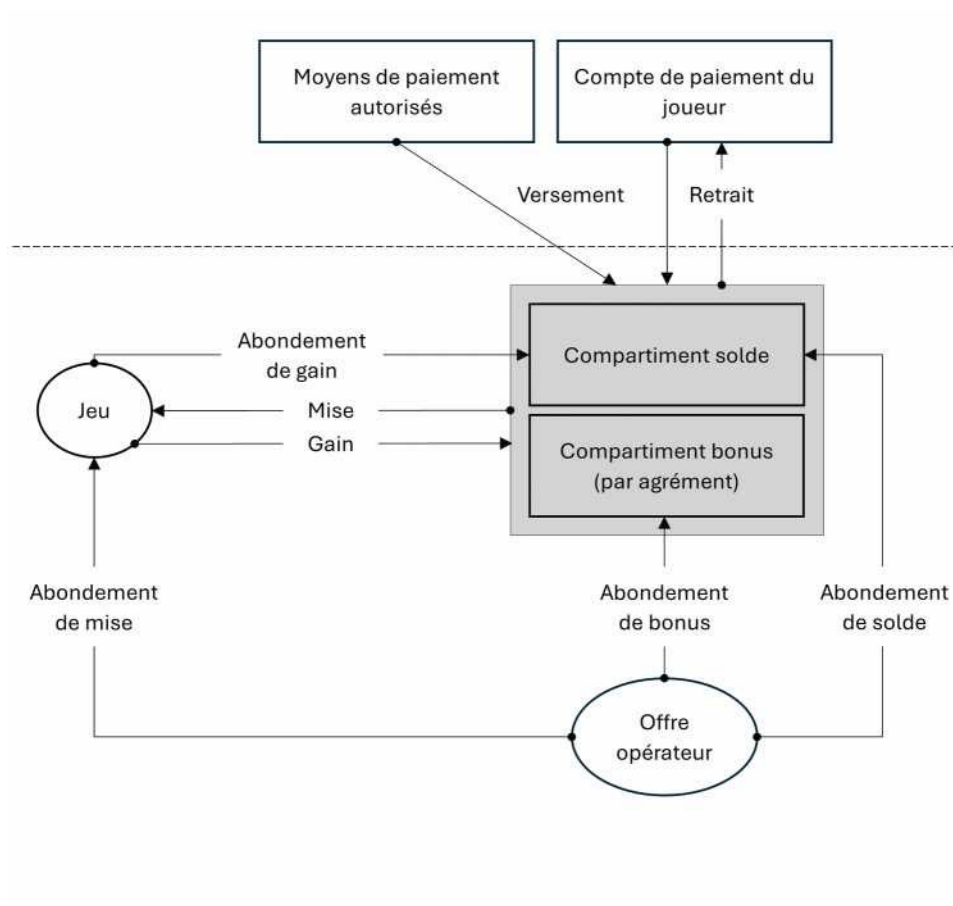 Moyens de paiement
autorisés
Compte de paiement du
joueur
Versement
Retrait
Abondement
de gain
Compartiment solde
Jeu
Mise
Gain
Compartiment bonus
(par agrément)
Abondement
de mise
Abondement
de bonus
Abondement
de solde
Offre
opérateur